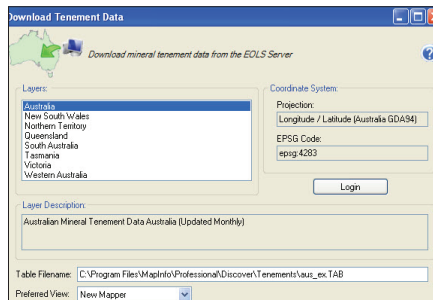 Download Tenement Data
Download mineral tenement data from the EOLS Server
Layers:
Australia
New South Wales
Northern Territory
Queensland
South Australia
Tasmania
Victoria
Western Australia
Coordinate System:
Projection:
Longitude / Latitude (Australia GDA94)
EPSG Code:
epsg:4283
Login
Layer Description:
Australian Mineral Tenement Data Australia (Updated Monthly)
Table Filename: C:\Program Files\MapInfo\Professional\Discover\Tenements\aus_ex.TAB
Preferred View: New Mapper